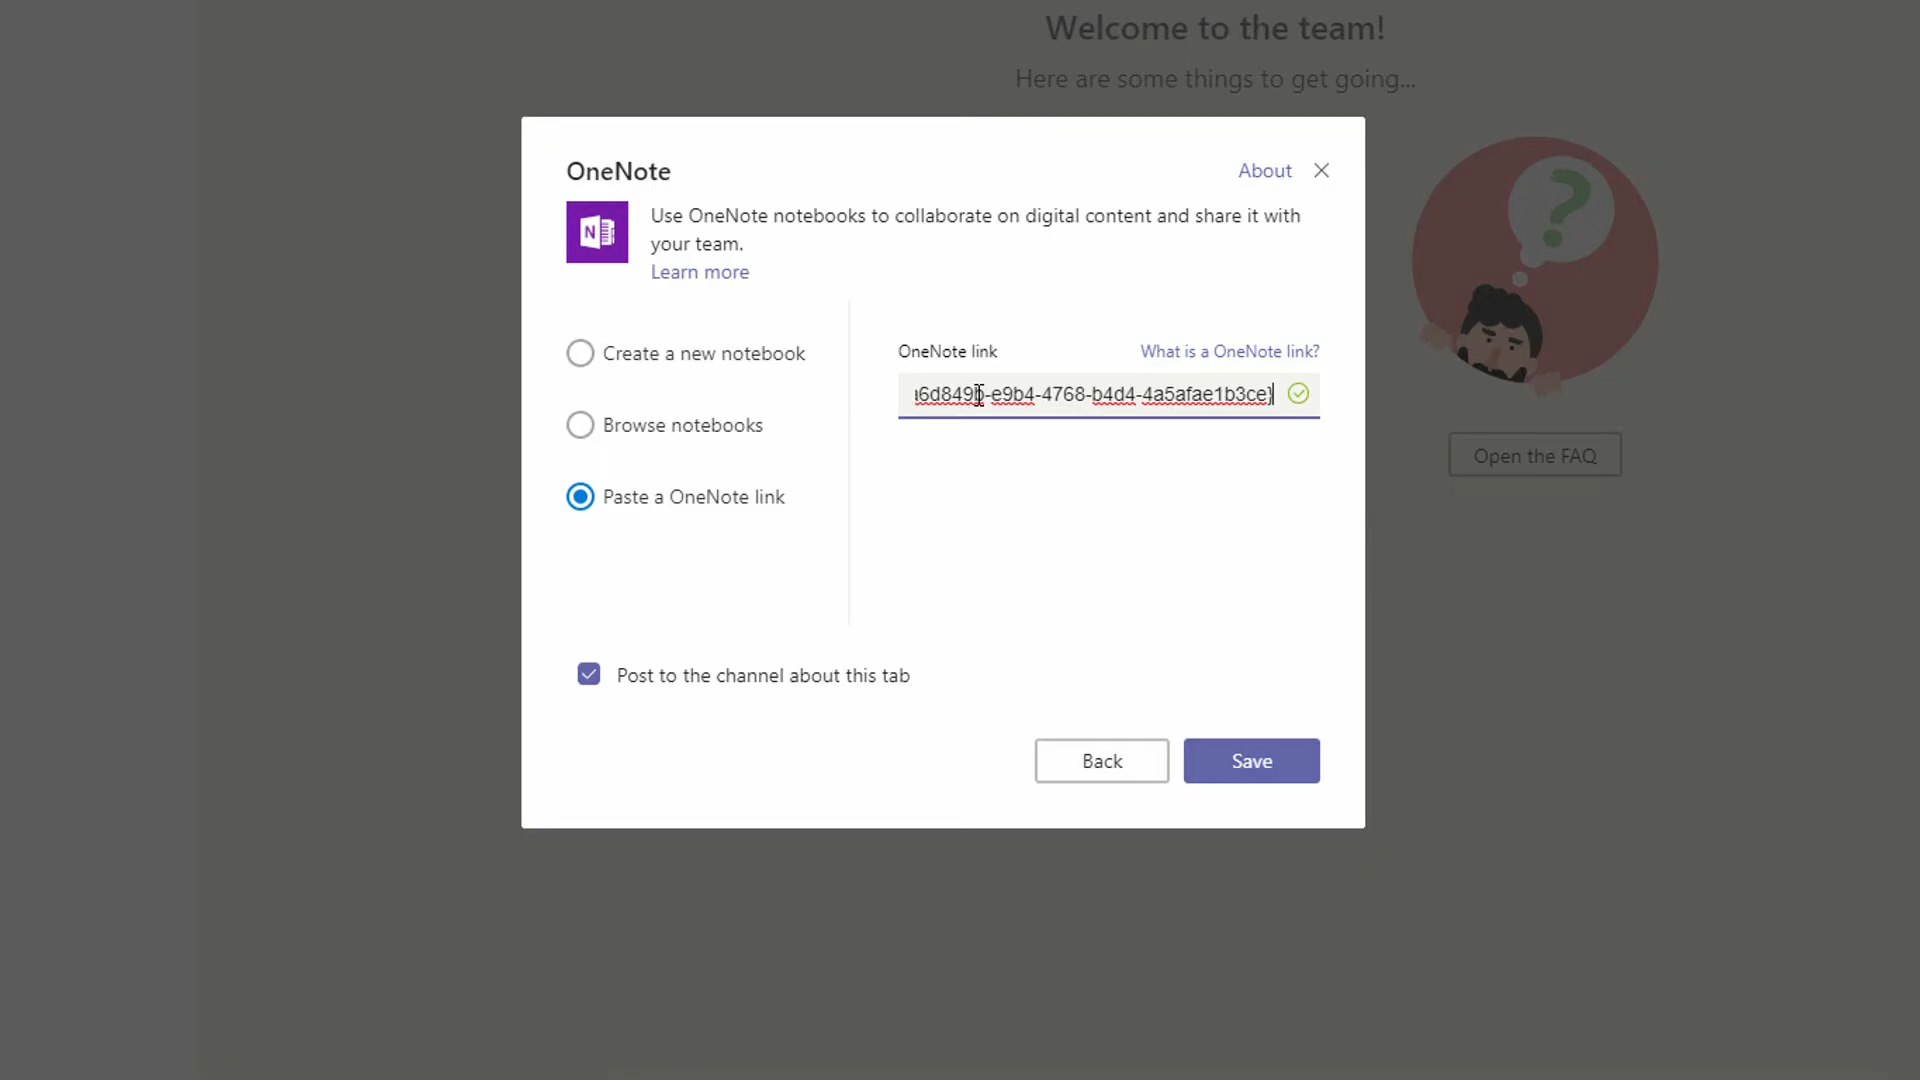 Welcome to the team!
Here are some things to get going...
OneNote
About
N
Use OneNote notebooks to collaborate on digital content and share it with
your team.
Learn more
Create a new notebook
Browse notebooks
Paste a OneNote link
OneNote link
What is a OneNote link?
6d849b-e9b4-4768-b4d4-4a5afae1b3ce}
?
Open the FAQ
Post to the channel about this tab
Back
Save